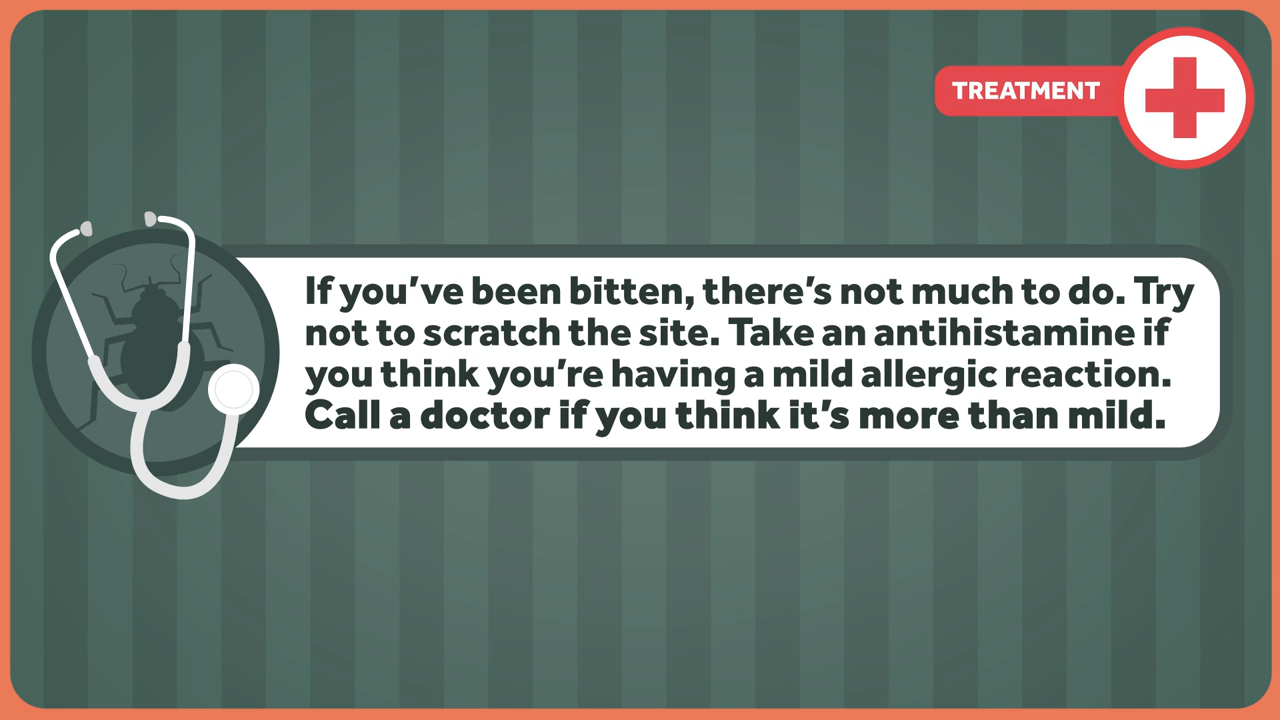 TREATMENT
If you've been bitten, there's not much to do. Try
not to scratch the site. Take an antihistamine if
you think you're having a mild allergic reaction.
Call a doctor if you think it's more than mild.